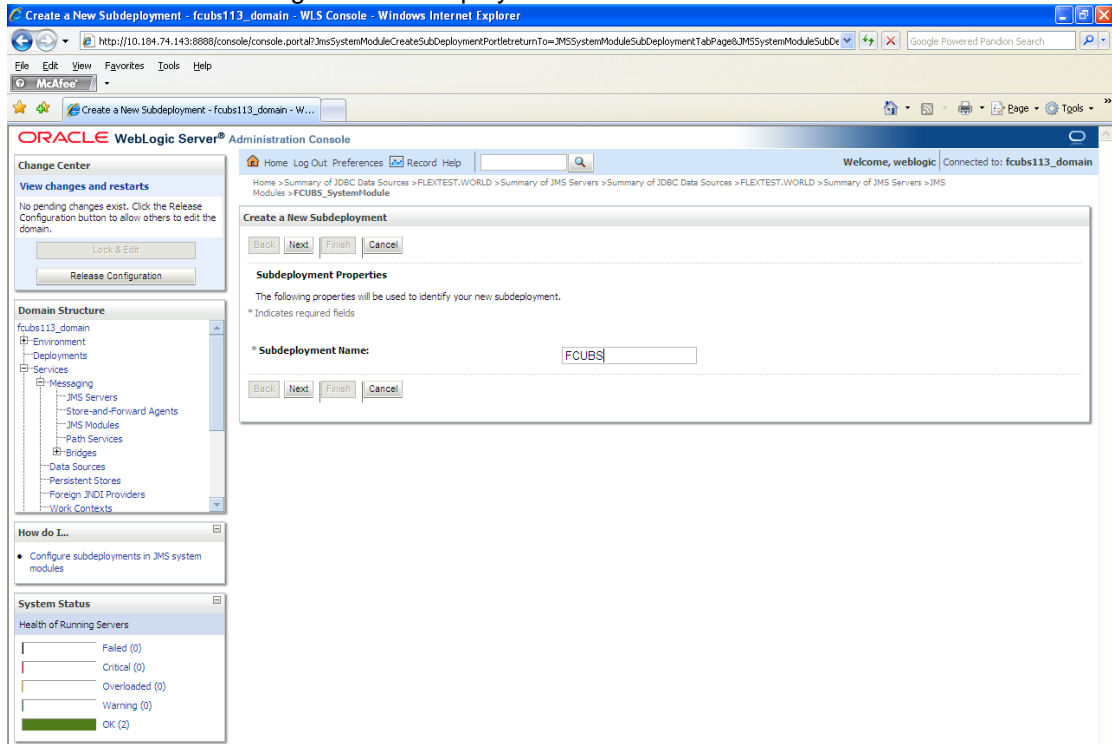 Create a New Subdeployment - fcubs113_domain - WLS Console - Windows Internet Explorer
http://10.184.74.143:8888/console/console.portal?JmsSystemModuleCreateSubDeploymentPortletreturnTo=JMSSystemModuleSubDeploymentTabPage&JMSSystemModuleSubDe
Google Powered Pandion Search
File Edit View Favorites Tools Help
McAfee
Create a New Subdeployment - fcubs113_domain - W...
Page Tools
ORACLE WebLogic Server® Administration Console
Change Center
View changes and restarts
No pending changes exist. Click the Release
Configuration button to allow others to edit the
domain.
Lock & Edit
Release Configuration
Domain Structure
fcubs113_domain
Environment
Deployments
Services
Messaging
JMS Servers
Store-and-Forward Agents
JMS Modules
Path Services
Bridges
Data Sources
Persistent Stores
Foreign JNDI Providers
Work Contexts
How do I...
Configure subdeployments in JMS system
modules
System Status
Health of Running Servers
Failed (0)
Critical (0)
Overloaded (0)
Warning (0)
OK (2)
Home Log Out Preferences Record Help
Welcome, weblogic Connected to: fcubs113_domain
Home >Summary of JDBC Data Sources >FLEXTEST.WORLD >Summary of JMS Servers >Summary of JDBC Data Sources >FLEXTEST.WORLD >Summary of JMS Servers >JMS
Modules >FCUBS_SystemModule
Create a New Subdeployment
Back Next Finish Cancel
Subdeployment Properties
The following properties will be used to identify your new subdeployment.
* Indicates required fields
* Subdeployment Name: FCUBS
Back Next Finish Cancel